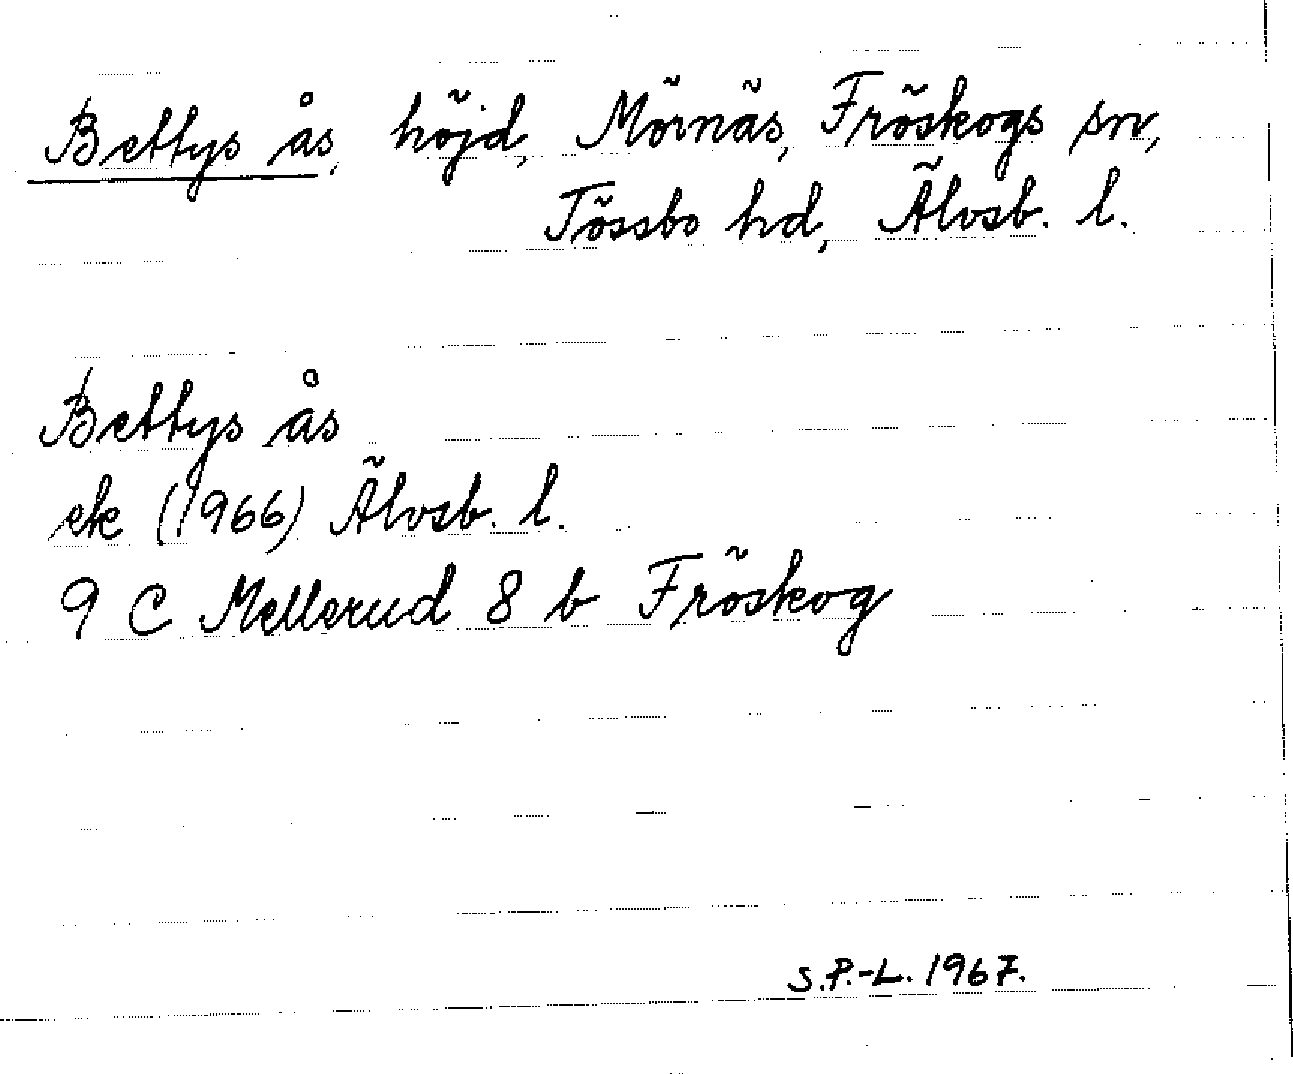 Bettys ås, höjd, Mörnäs, Fröskogs sn,
Tössbo hd, Älvsb. l.
Bettys ås
ek (1966) Älvsb. l.
9 C Mellerud 8 b Fröskog
S.P.-L. 1967.